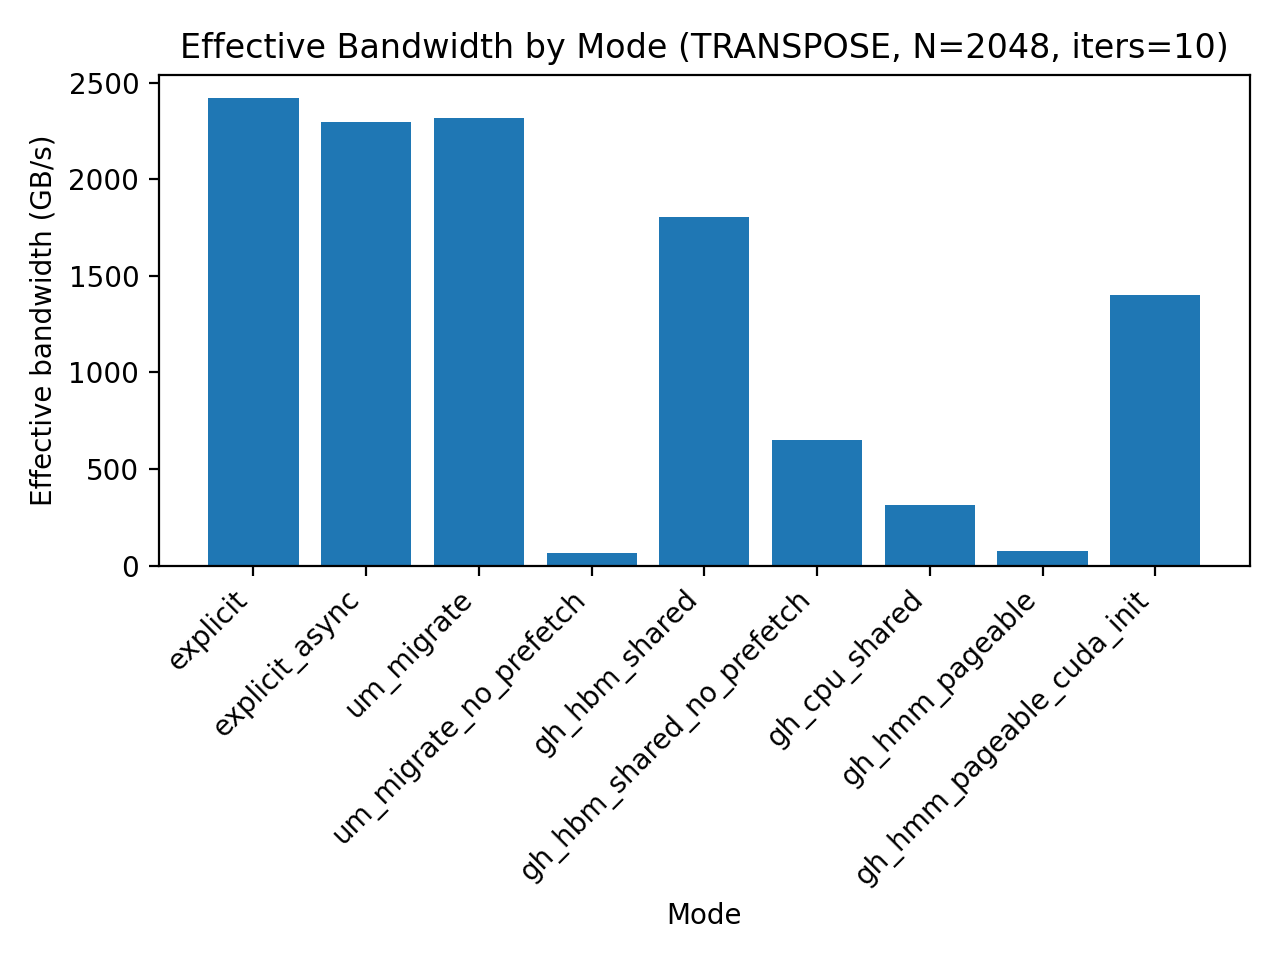 Effective Bandwidth by Mode (TRANSPOSE, N=2048, iters=10)
Effective bandwidth (GB/s)
2500
2000
1500
1000
500
0
explicit
explicit_async
um_migrate
um_migrate_no_prefetch
gh_hbm_shared
gh_hbm_shared_no_prefetch
gh_cpu_shared
gh_hmm_pageable
gh_hmm_pageable_cuda_init
Mode